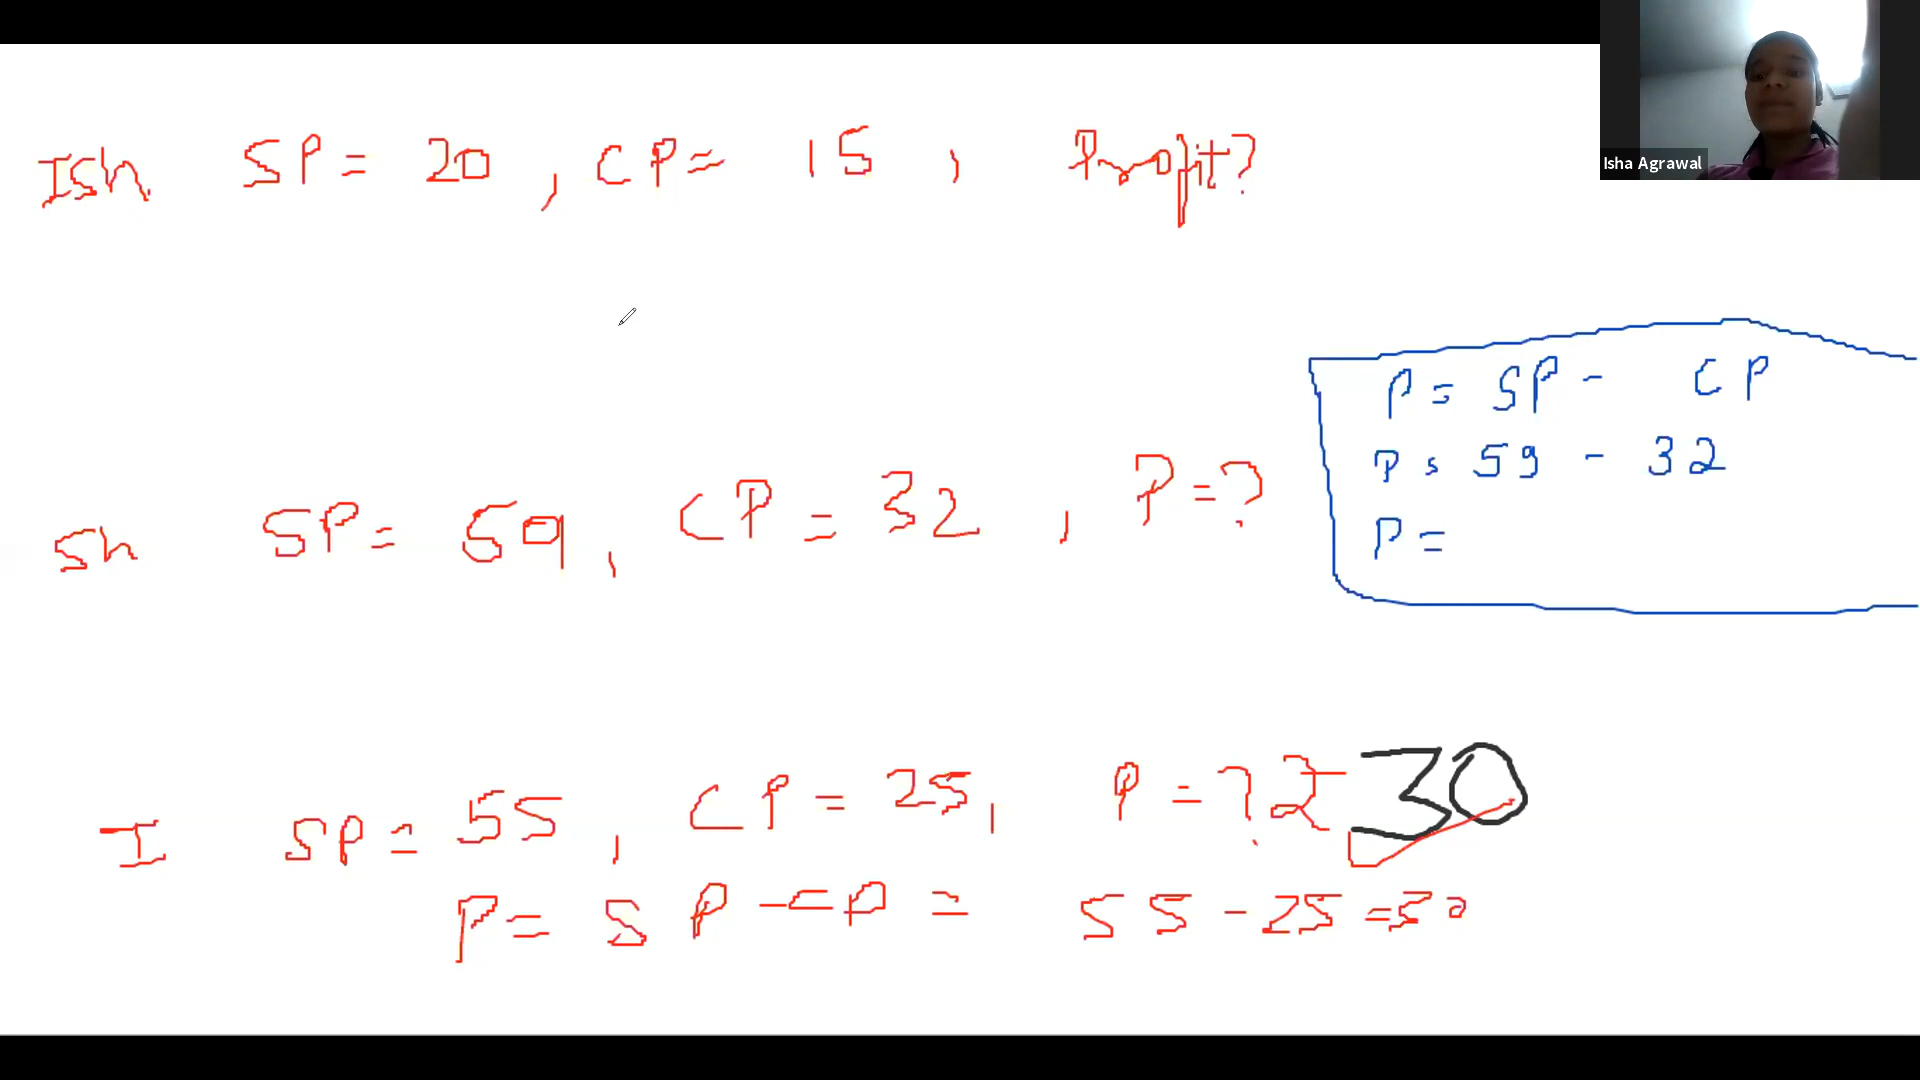 Ish SP = 20 , CP = 15 , Profit?
Isha Agrawal
P = SP - CP
P = 59 - 32
P =
Sh SP = 59 , CP = 32 , P = ?
I SP = 55 , CP = 25 , P = ? 30
P = SP - CP = 55 - 25 = 30